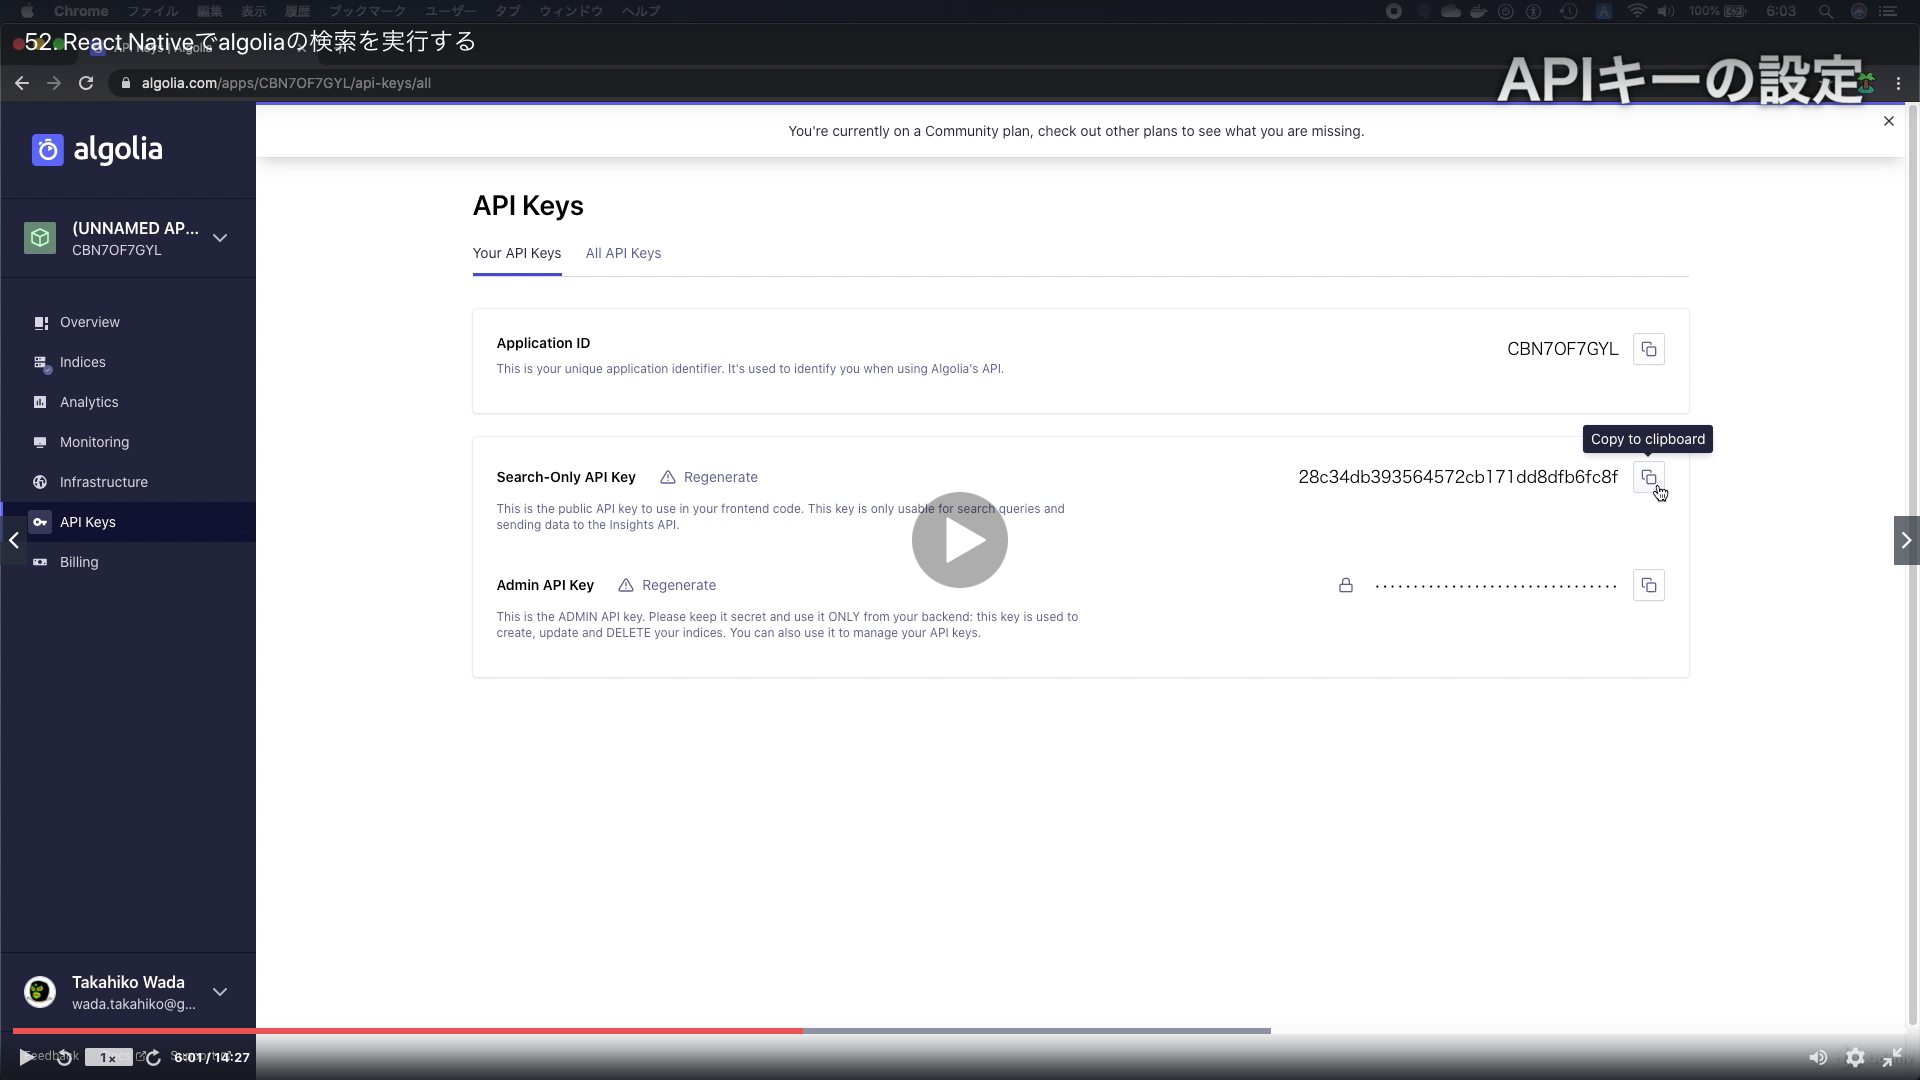 Chrome ファイル 編集 表示 履歴 ブックマーク ユーザー タブ ウィンドウ ヘルプ
A 100% 6:03
52. React Nativeでalgoliaの検索を実行する
algolia.com/apps/CBN7OF7GYL/api-keys/all
APIキーの設定
algolia
You're currently on a Community plan, check out other plans to see what you are missing.
(UNNAMED AP...
CBN7OF7GYL
Overview
Indices
Analytics
Monitoring
Infrastructure
API Keys
Billing
API Keys
Your API Keys All API Keys
Application ID
This is your unique application identifier. It's used to identify you when using Algolia's API.
CBN7OF7GYL
Copy to clipboard
Search-Only API Key Regenerate
28c34db393564572cb171dd8dfb6fc8f
This is the public API key to use in your frontend code. This key is only usable for search queries and
sending data to the Insights API.
Admin API Key Regenerate
This is the ADMIN API key. Please keep it secret and use it ONLY from your backend: this key is used to
create, update and DELETE your indices. You can also use it to manage your API keys.
Takahiko Wada
wada.takahiko@g...
Feedback 1x 6:01 / 14:27